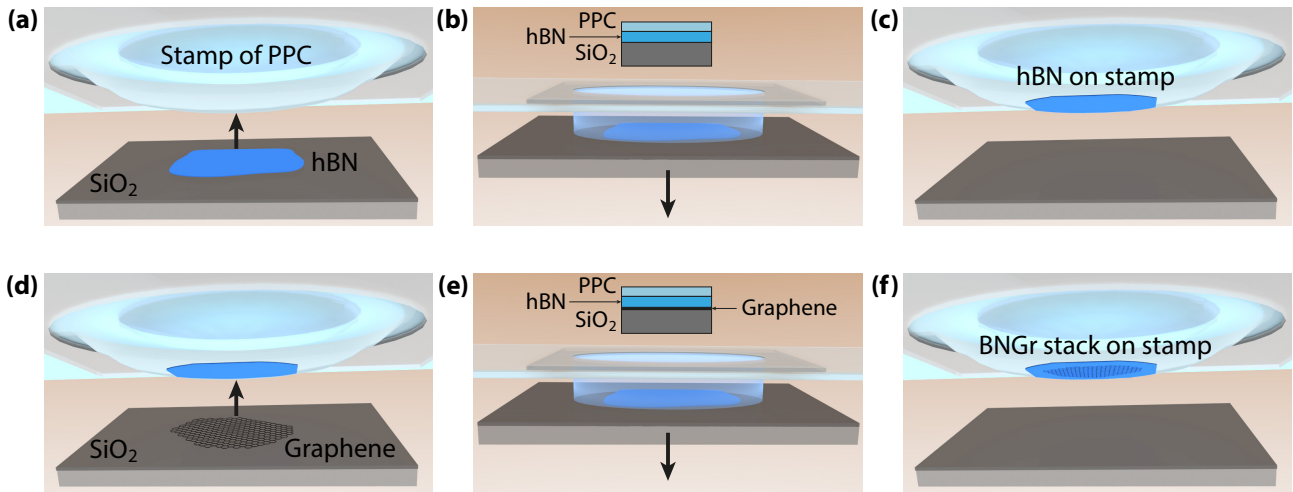 (a)
Stamp of PPC
hBN
SiO₂
(b)
PPC
hBN
SiO₂
(c)
hBN on stamp
(d)
SiO₂
Graphene
(e)
PPC
hBN
Graphene
SiO₂
(f)
BNGr stack on stamp